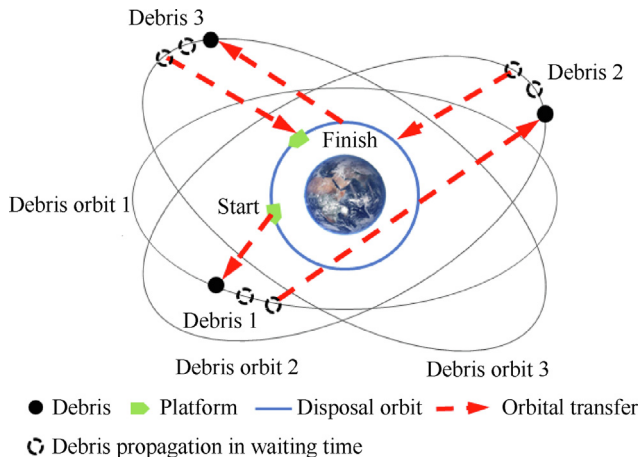 Debris 3
Debris 2
Finish
Debris orbit 1
Start
Debris 1
Debris orbit 2
Debris orbit 3
Debris
Platform
Disposal orbit
Orbital transfer
Debris propagation in waiting time